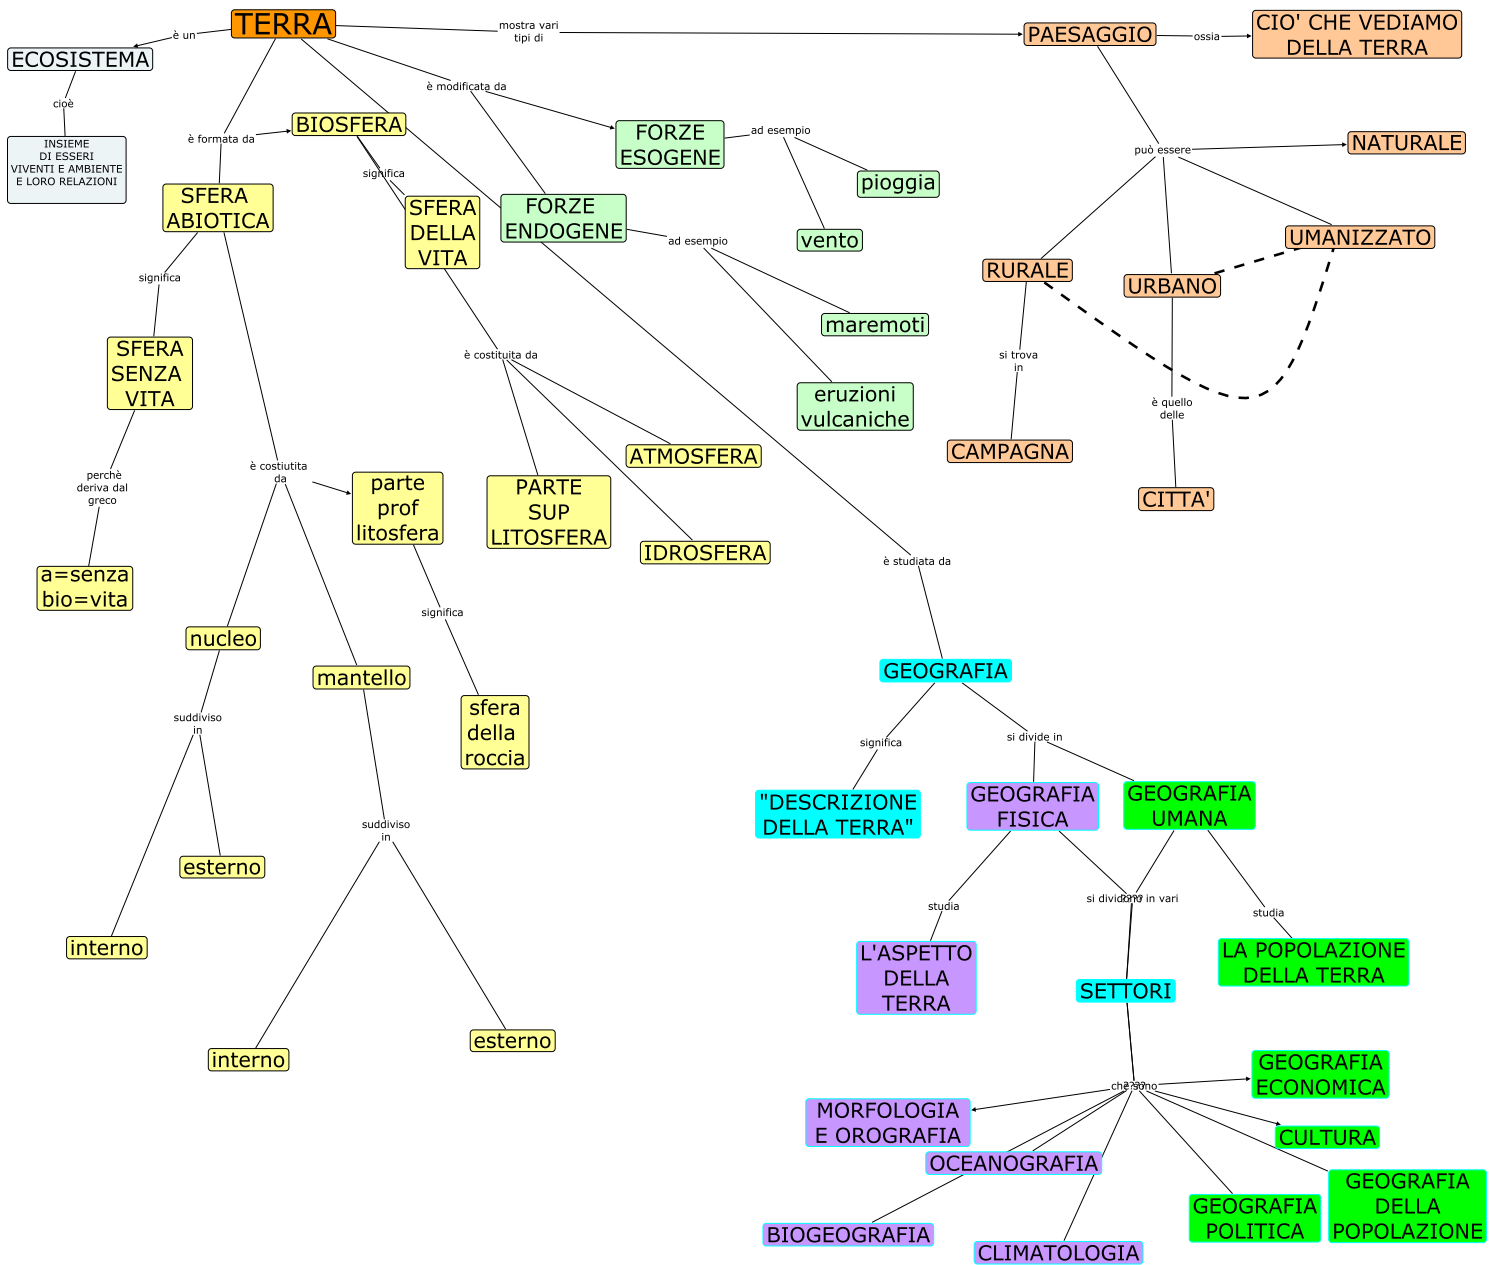 TERRA
è un
ECOSISTEMA
cioè
INSIEME
DI ESSERI
VIVENTI E AMBIENTE
E LORO RELAZIONI
è formata da
BIOSFERA
significa
SFERA
DELLA
VITA
è costituita da
ATMOSFERA
PARTE
SUP
LITOSFERA
IDROSFERA
SFERA
ABIOTICA
significa
SFERA
SENZA
VITA
perchè
deriva dal
greco
a=senza
bio=vita
è costiutita
da
parte
prof
litosfera
significa
sfera
della
roccia
nucleo
suddiviso
in
esterno
interno
mantello
suddiviso
in
interno
esterno
è modificata da
FORZE
ESOGENE
ad esempio
pioggia
vento
FORZE
ENDOGENE
ad esempio
maremoti
eruzioni
vulcaniche
mostra vari
tipi di
PAESAGGIO
ossia
CIO' CHE VEDIAMO
DELLA TERRA
può essere
NATURALE
UMANIZZATO
RURALE
URBANO
si trova
in
CAMPAGNA
è quello
delle
CITTA'
è studiata da
GEOGRAFIA
significa
"DESCRIZIONE
DELLA TERRA"
si divide in
GEOGRAFIA
FISICA
GEOGRAFIA
UMANA
studia
L'ASPETTO
DELLA
TERRA
si dividono in vari
????
studia
LA POPOLAZIONE
DELLA TERRA
SETTORI
che sono
????
GEOGRAFIA
ECONOMICA
MORFOLOGIA
E OROGRAFIA
CULTURA
OCEANOGRAFIA
GEOGRAFIA
DELLA
POPOLAZIONE
GEOGRAFIA
POLITICA
BIOGEOGRAFIA
CLIMATOLOGIA